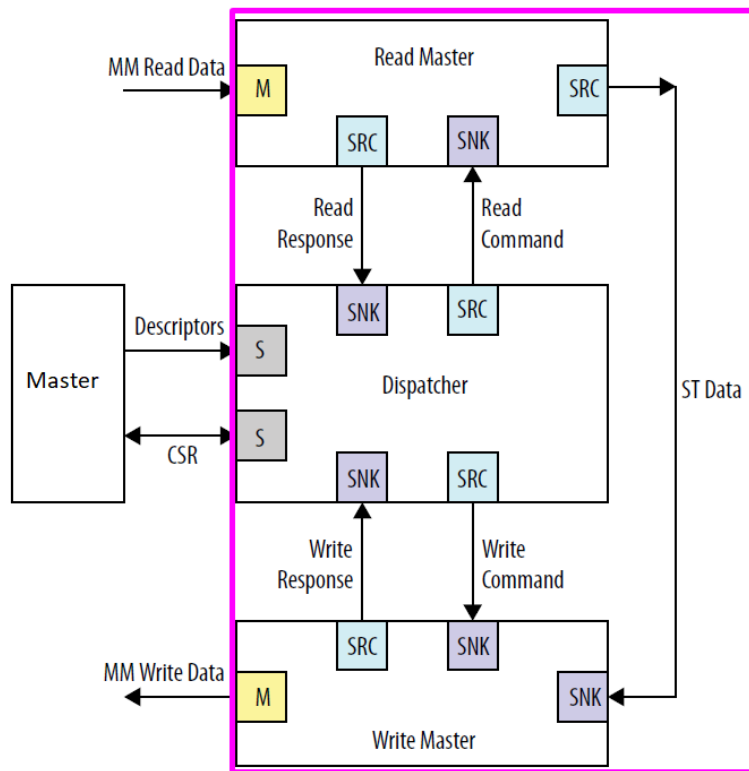 Read Master
MM Read Data
M
SRC
SRC
SNK
Read
Response
Read
Command
SNK
SRC
Descriptors
S
Master
Dispatcher
ST Data
S
CSR
SNK
SRC
Write
Response
Write
Command
SRC
SNK
MM Write Data
M
SNK
Write Master